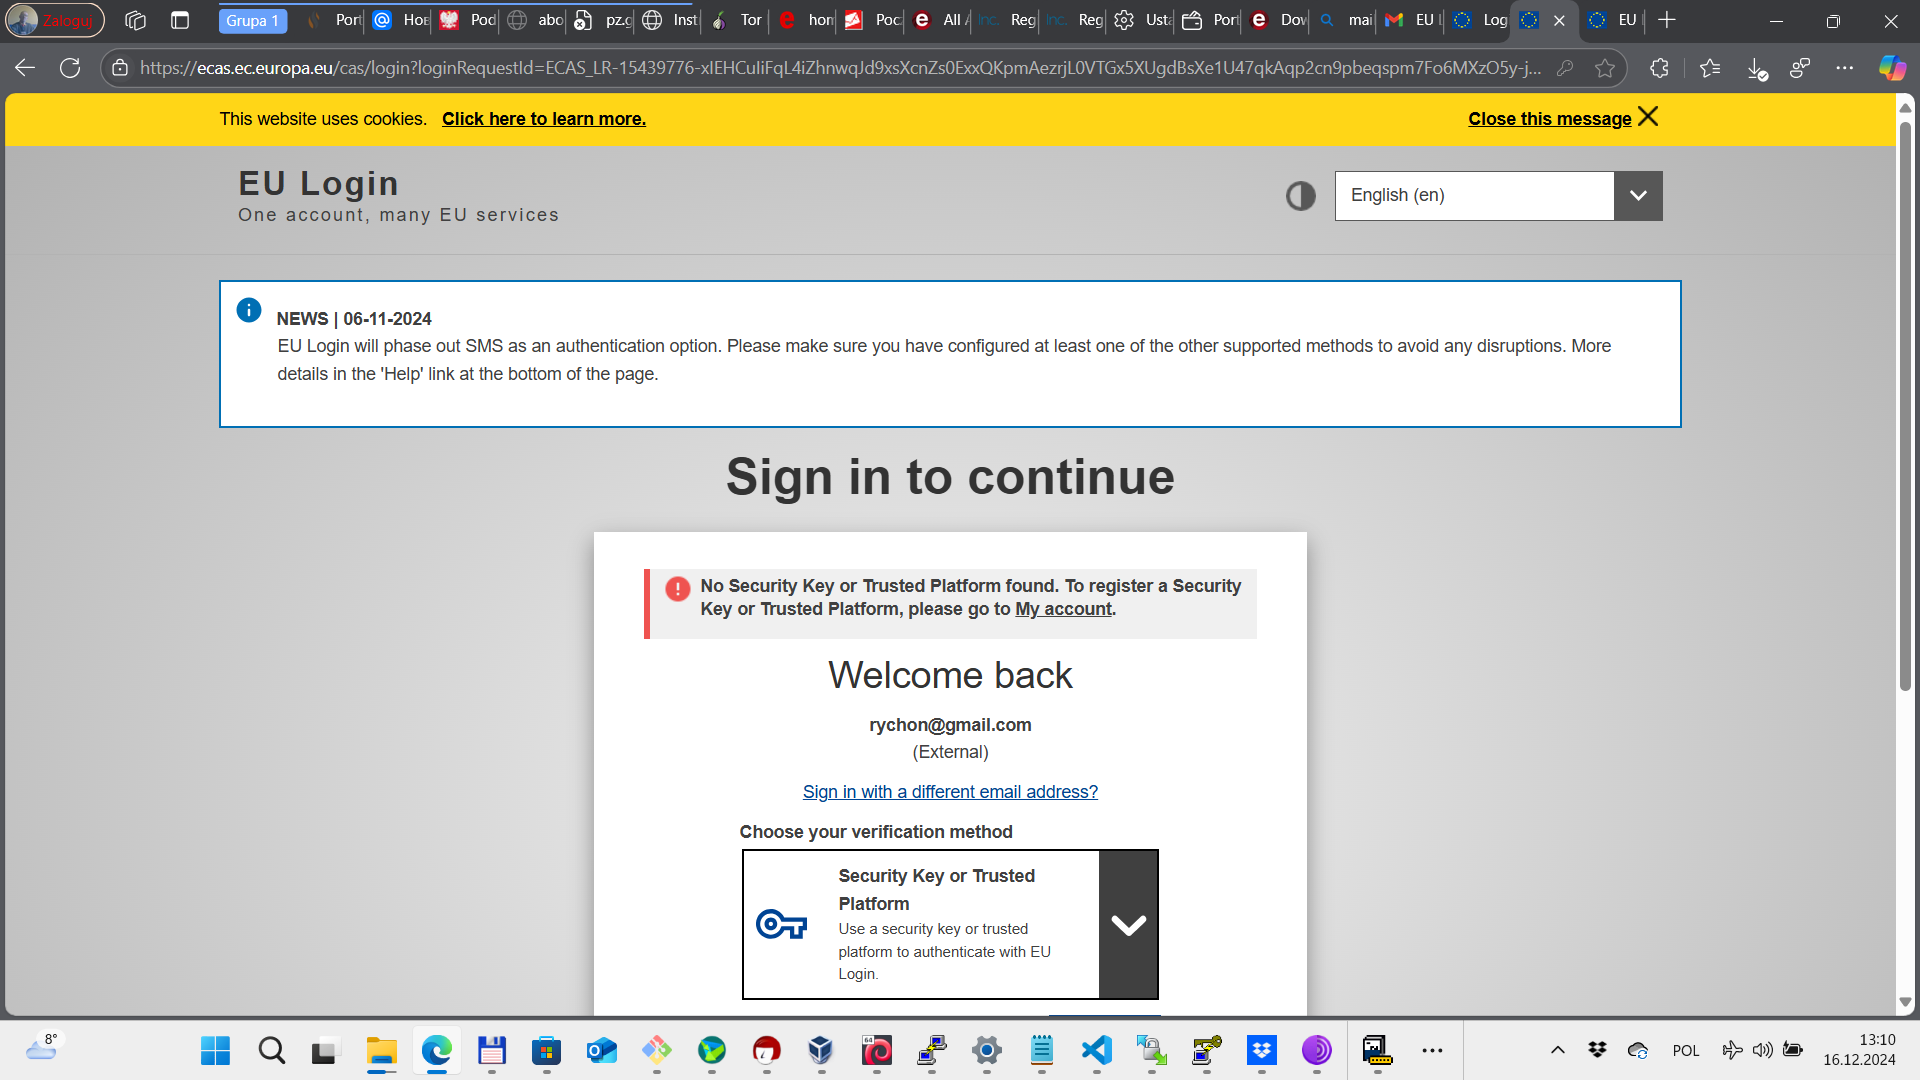 Zaloguj
Grupa 1
Port
Hor
Pod
abo
pz.g
Inst
Tor
hon
Poc
All
Reg
Reg
Usta
Port
Dov
mai
EU L
Log
EU
https://ecas.ec.europa.eu/cas/login?loginRequestId=ECAS_LR-15439776-xIEHCuIiFqL4iZhnwqJd9xsXcnZs0ExxQKpmAezrjL0VTGx5XUgdBsXe1U47qkAqp2cn9pbeqspm7Fo6MXzO5y-j...
This website uses cookies. Click here to learn more.
Close this message
EU Login
One account, many EU services
English (en)
NEWS | 06-11-2024
EU Login will phase out SMS as an authentication option. Please make sure you have configured at least one of the other supported methods to avoid any disruptions. More
details in the 'Help' link at the bottom of the page.
Sign in to continue
No Security Key or Trusted Platform found. To register a Security
Key or Trusted Platform, please go to My account.
Welcome back
rychon@gmail.com
(External)
Sign in with a different email address?
Choose your verification method
Security Key or Trusted
Platform
Use a security key or trusted
platform to authenticate with EU
Login.
8°
64
POL
13:10
16.12.2024